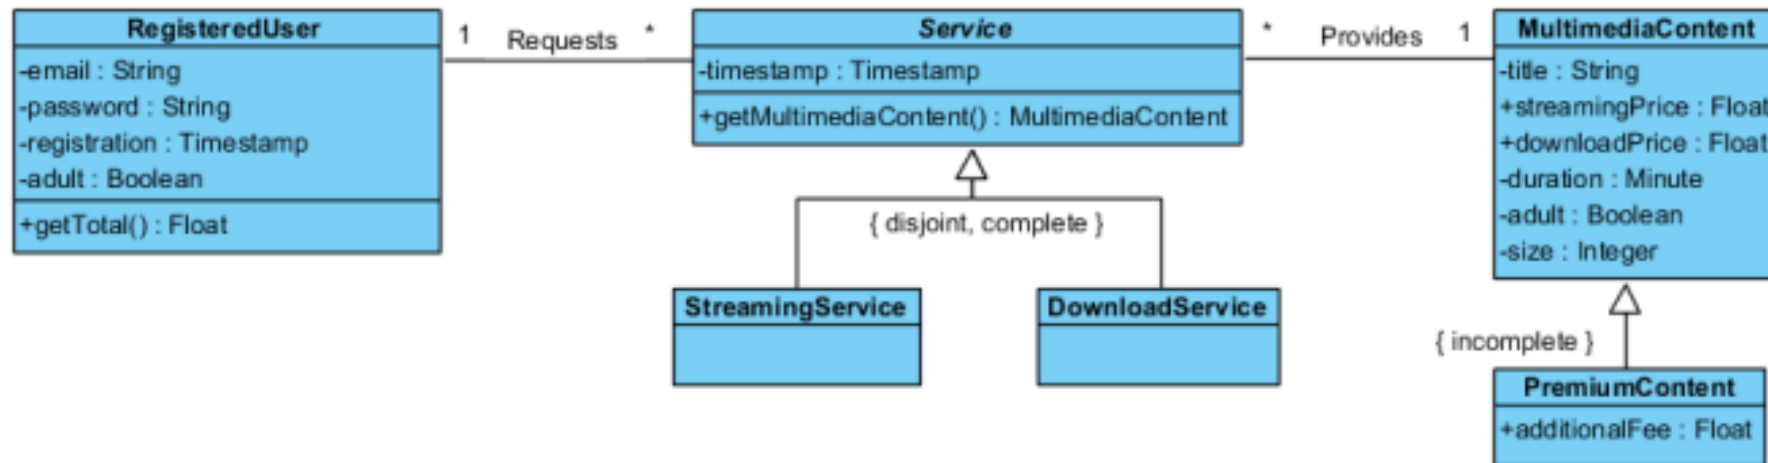 RegisteredUser
-email : String
-password : String
-registration : Timestamp
-adult : Boolean
+getTotal() : Float
1 Requests *
Service
-timestamp : Timestamp
+getMultimediaContent() : MultimediaContent
* Provides 1
MultimediaContent
-title : String
+streamingPrice : Float
+downloadPrice : Float
-duration : Minute
-adult : Boolean
-size : Integer
{ disjoint, complete }
StreamingService
DownloadService
{ incomplete }
PremiumContent
+additionalFee : Float